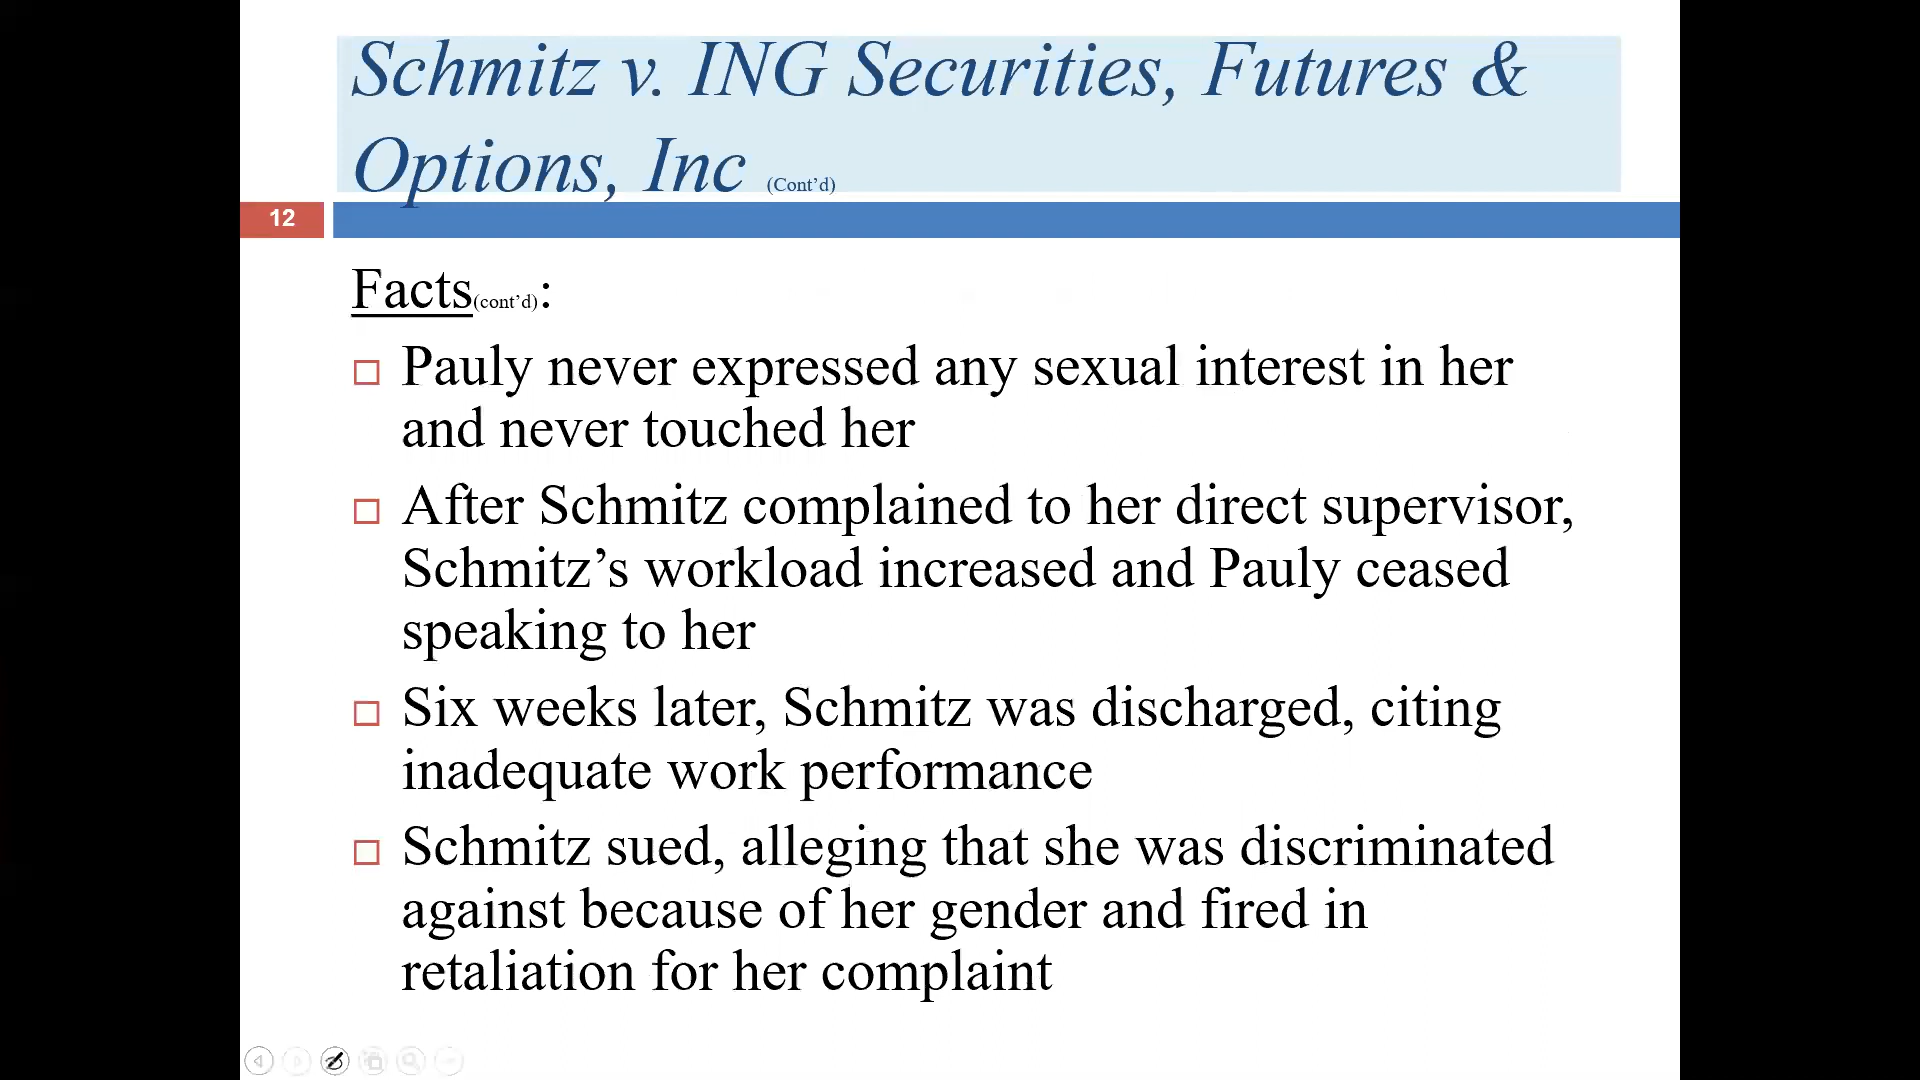 Schmitz v. ING Securities, Futures &
Options, Inc (Cont’d)
12
Facts(cont’d):
Pauly never expressed any sexual interest in her
and never touched her
After Schmitz complained to her direct supervisor,
Schmitz’s workload increased and Pauly ceased
speaking to her
Six weeks later, Schmitz was discharged, citing
inadequate work performance
Schmitz sued, alleging that she was discriminated
against because of her gender and fired in
retaliation for her complaint